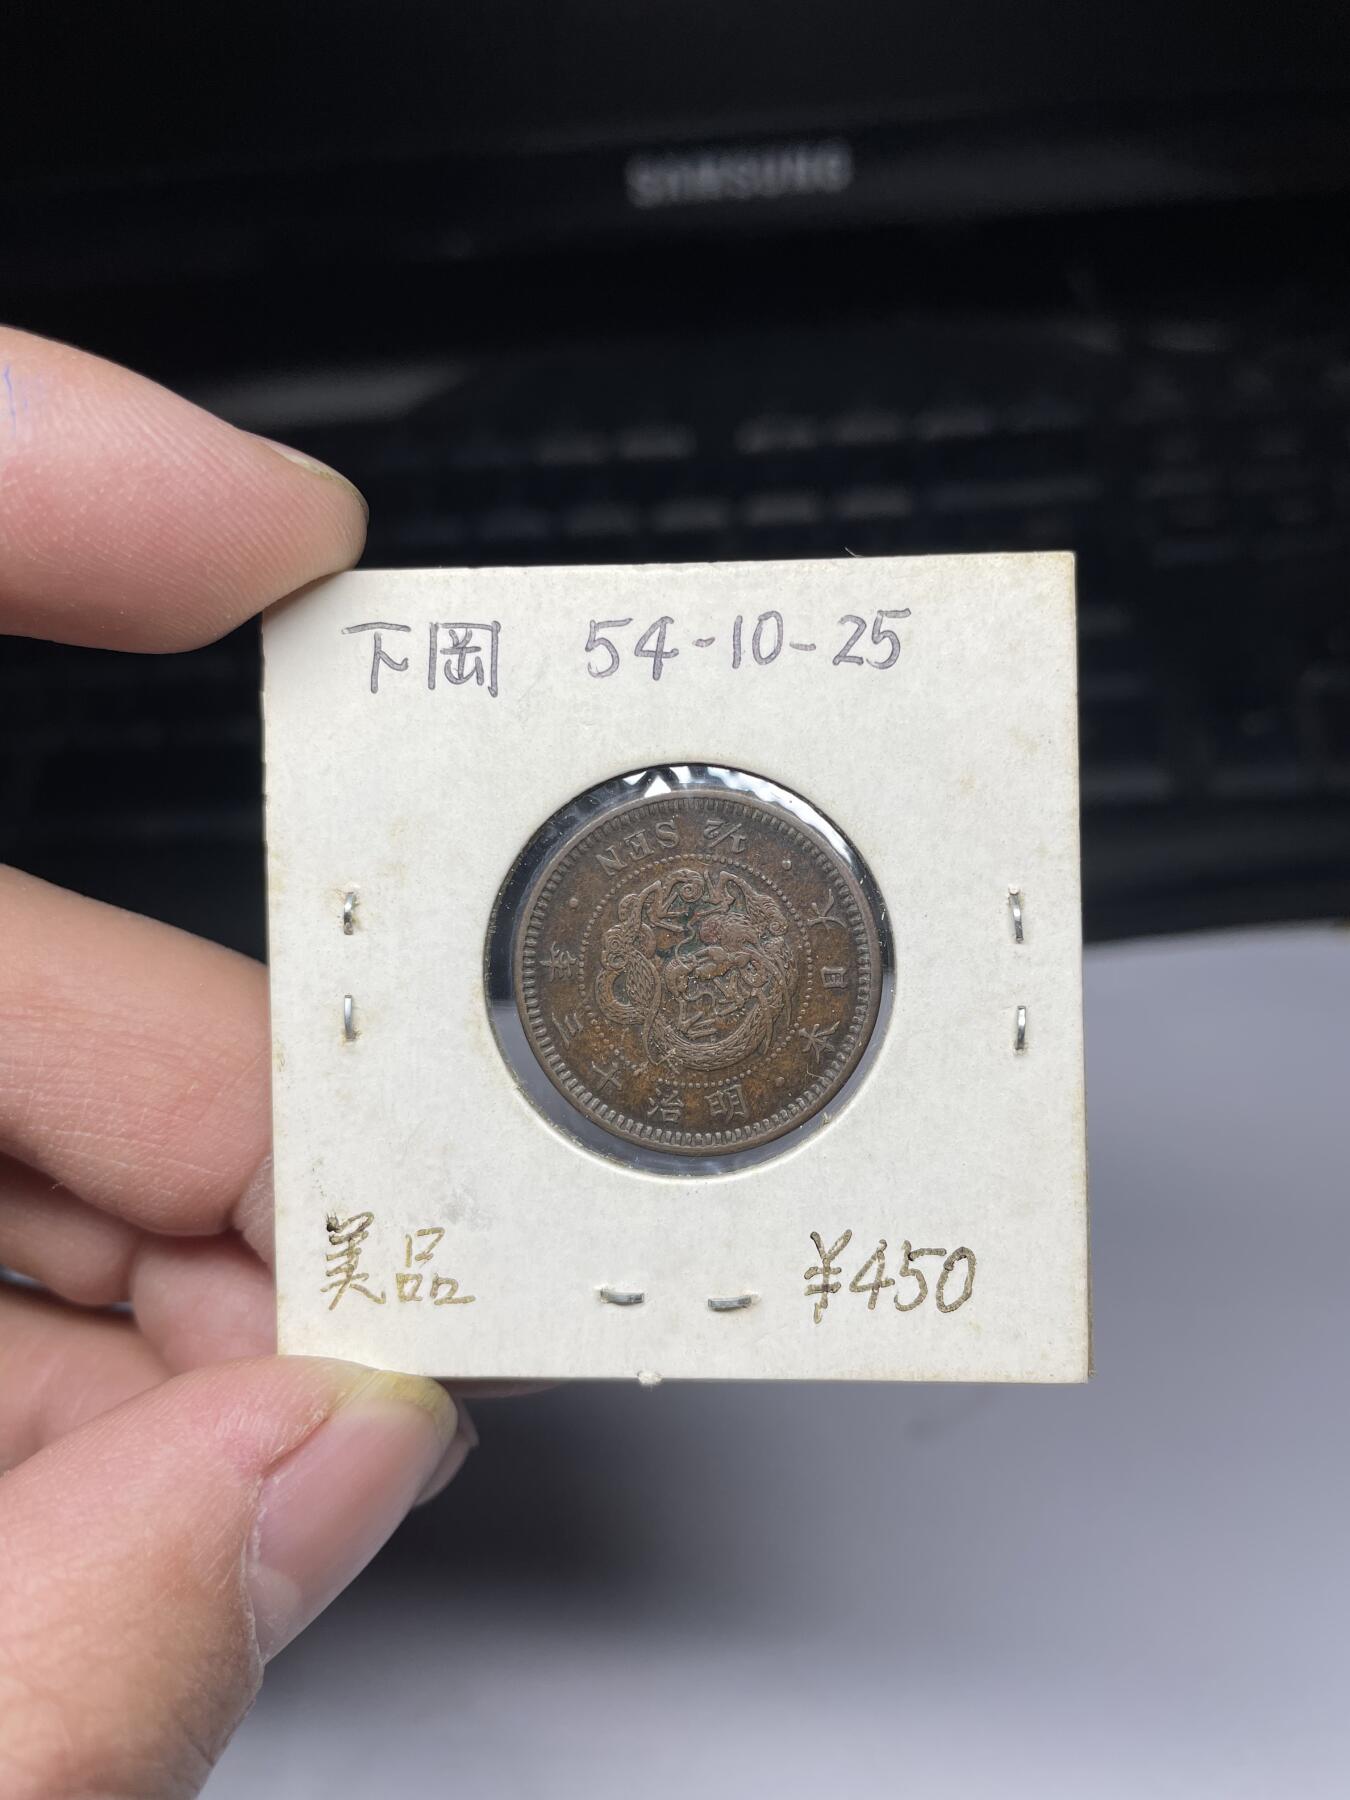 SAMSUNG
下岡 54-10-25
大日本 · 明治十三年 · 1/2 SEN ·
美品 ¥450